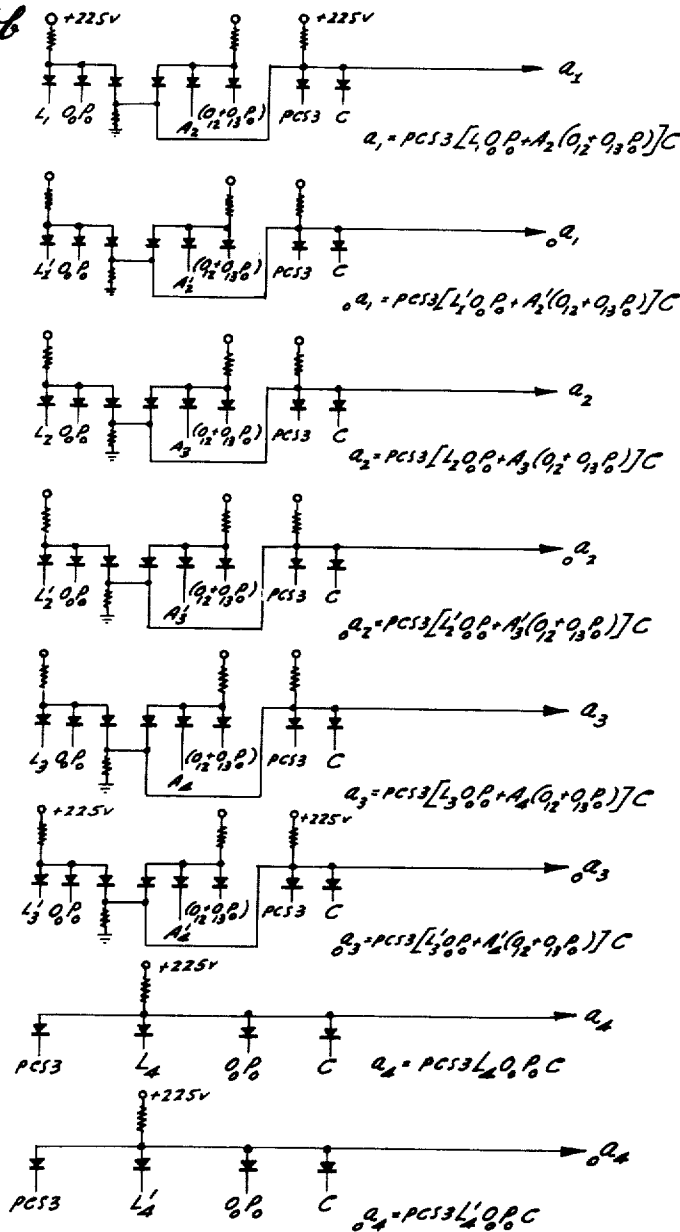 b
+225v +225v
a₁
L₁ O₀P₀ A₂ (O₁₂+O₁₃P₀) PCS3 C
a₁ = PCS3[L₁O₀P₀+A₂(O₁₂+O₁₃P₀)]C
₀a₁
L₂' O₀P₀ A₂' (O₁₂+O₁₃P₀) PCS3 C
₀a₁ = PCS3[L₁'O₀P₀+A₂'(O₁₂+O₁₃P₀)]C
a₂
L₂ O₀P₀ A₃ (O₁₂+O₁₃P₀) PCS3 C
a₂ = PCS3[L₂O₀P₀+A₃(O₁₂+O₁₃P₀)]C
₀a₂
L₂' O₀P₀ A₃' (O₁₂+O₁₃P₀) PCS3 C
₀a₂ = PCS3[L₂'O₀P₀+A₃'(O₁₂+O₁₃P₀)]C
a₃
L₃ O₀P₀ A₄ (O₁₂+O₁₃P₀) PCS3 C
a₃ = PCS3[L₃O₀P₀+A₄(O₁₂+O₁₃P₀)]C
+225v +225v
₀a₃
L₃' O₀P₀ A₄' (O₁₂+O₁₃P₀) PCS3 C
₀a₃ = PCS3[L₃'O₀P₀+A₄'(O₁₂+O₁₃P₀)]C
+225v
a₄
PCS3 L₄ O₀P₀ C
a₄ = PCS3L₄O₀P₀C
+225v
₀a₄
PCS3 L₄' O₀P₀ C
₀a₄ = PCS3L₄'O₀P₀C